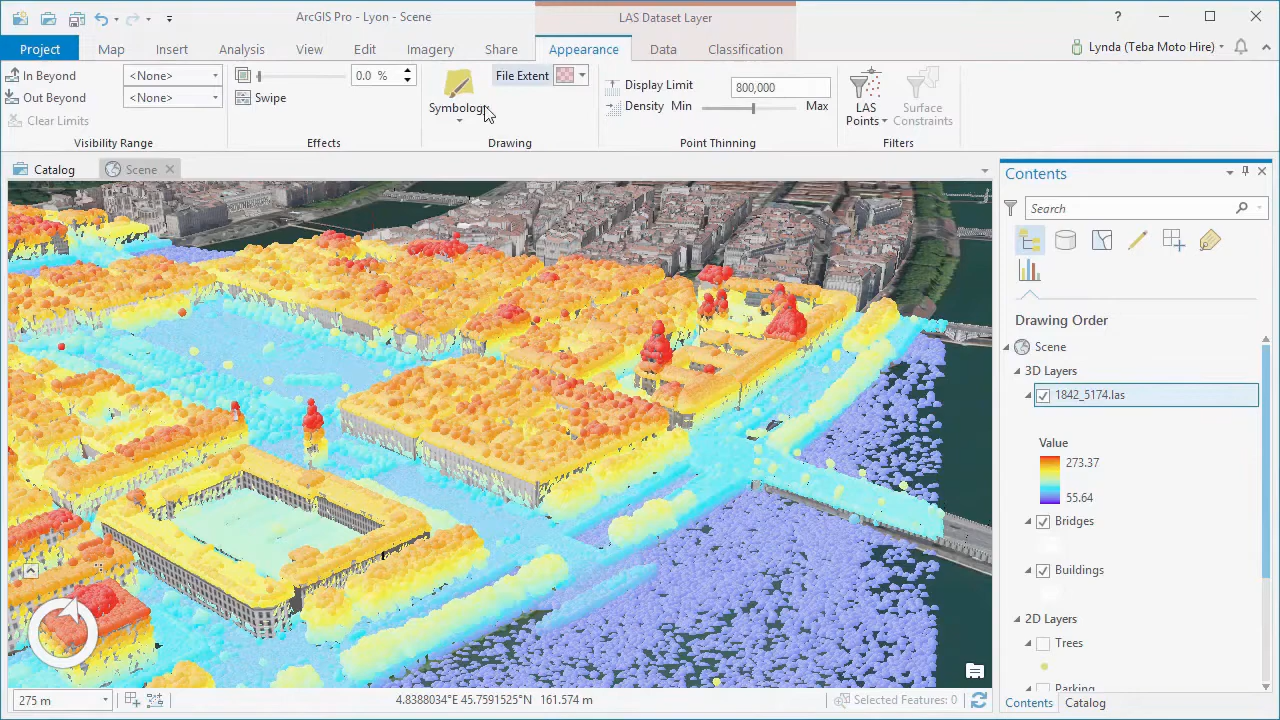 ArcGIS Pro - Lyon - Scene
LAS Dataset Layer
?
Project
Map
Insert
Analysis
View
Edit
Imagery
Share
Appearance
Data
Classification
Lynda (Teba Moto Hire)
In Beyond
<None>
Out Beyond
<None>
Clear Limits
Visibility Range
0.0 %
Swipe
Effects
Symbology
File Extent
Drawing
Display Limit
800,000
Density Min
Max
Point Thinning
LAS
Points
Surface
Constraints
Filters
Catalog
Scene
Contents
Search
Drawing Order
Scene
3D Layers
1842_5174.las
Value
273.37
55.64
Bridges
Buildings
2D Layers
Trees
Parking
275 m
4.8388034°E 45.7591525°N 161.574 m
Selected Features: 0
Contents
Catalog